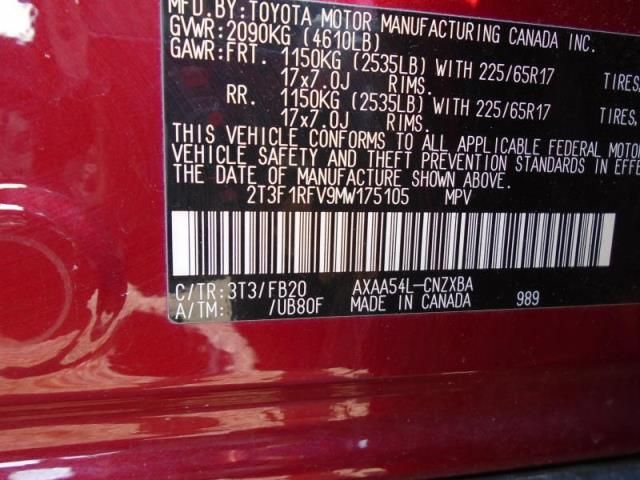 MFD.BY:TOYOTA MOTOR MANUFACTURING CANADA INC.
GVWR:2090KG (4610LB)
GAWR:FRT. 1150KG (2535LB) WITH 225/65R17 TIRES,
17x7.0J RIMS.
RR. 1150KG (2535LB) WITH 225/65R17 TIRES,
17x7.0J RIMS.
THIS VEHICLE CONFORMS TO ALL APPLICABLE FEDERAL MOTOR
VEHICLE SAFETY AND THEFT PREVENTION STANDARDS IN EFF
THE DATE OF MANUFACTURE SHOWN ABOVE.
2T3F1RFV9MW175105 MPV
C/TR:3T3/FB20 AXAA54L-CNZXBA
A/TM: /UB80F MADE IN CANADA 989